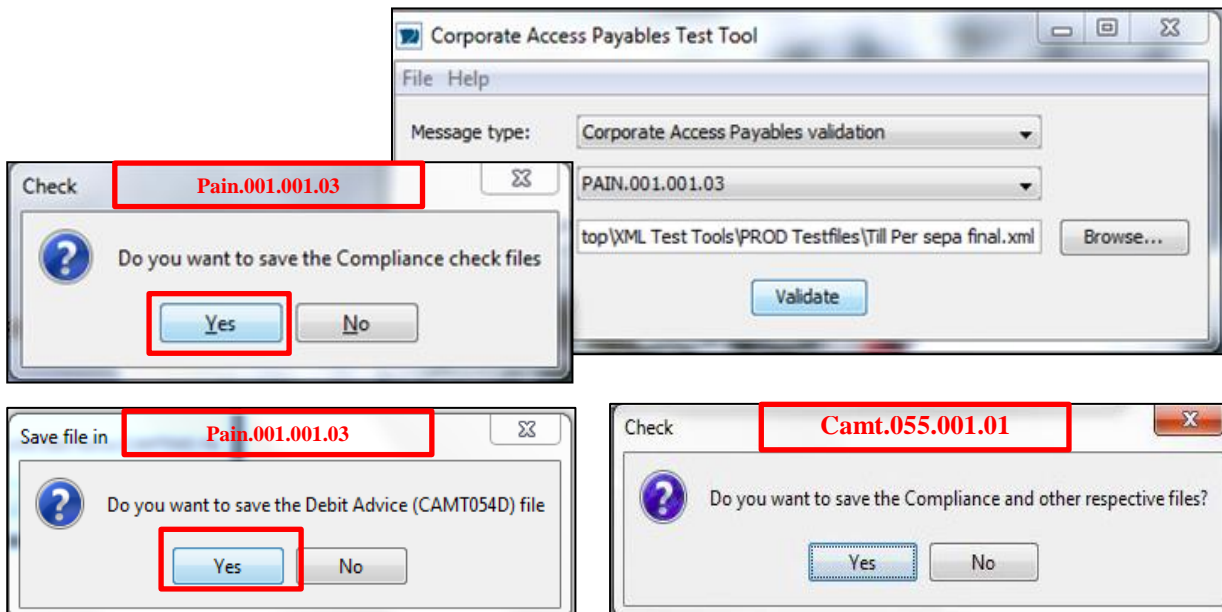 Corporate Access Payables Test Tool
File Help
Message type: Corporate Access Payables validation
PAIN.001.001.03
top\XML Test Tools\PROD Testfiles\Till Per sepa final.xml Browse...
Validate
Check Pain.001.001.03
Do you want to save the Compliance check files
Yes No
Save file in Pain.001.001.03
Do you want to save the Debit Advice (CAMT054D) file
Yes No
Check Camt.055.001.01
Do you want to save the Compliance and other respective files?
Yes No